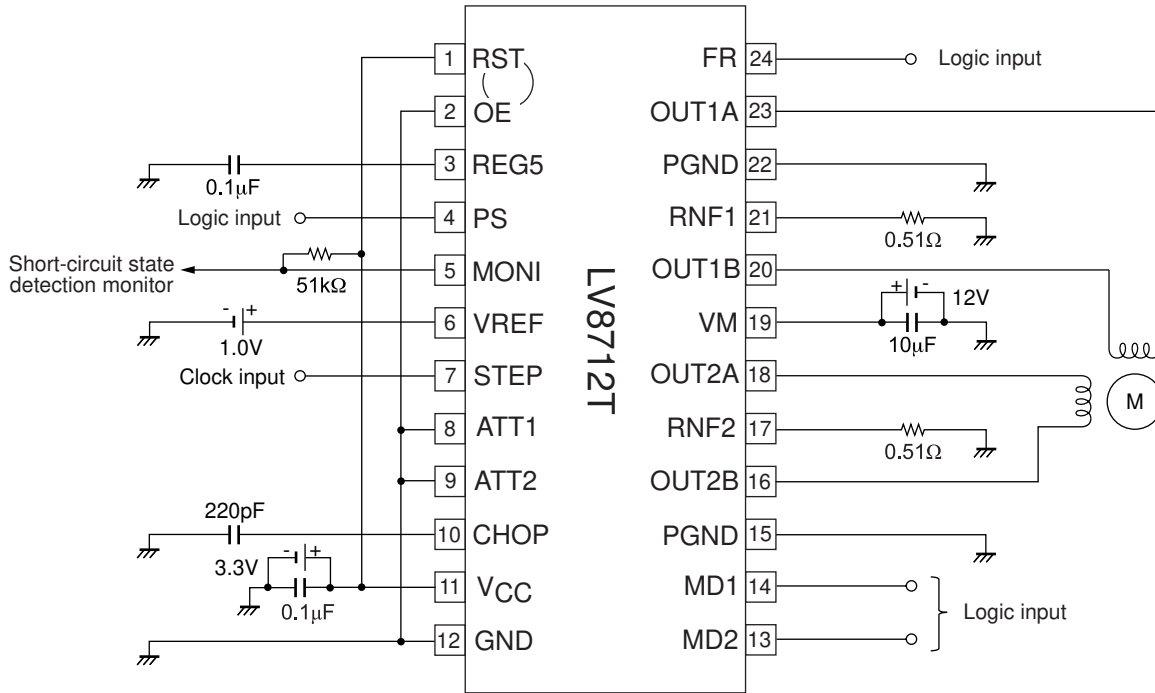 1 RST
2 OE
3 REG5
0.1µF
Logic input
4 PS
Short-circuit state
detection monitor
51kΩ
5 MONI
- +
1.0V
6 VREF
Clock input
7 STEP
8 ATT1
9 ATT2
220pF
10 CHOP
- +
3.3V
0.1µF
11 VCC
12 GND
LV8712T
FR 24
Logic input
OUT1A 23
PGND 22
RNF1 21
0.51Ω
OUT1B 20
+ -
12V
VM 19
10µF
OUT2A 18
M
RNF2 17
0.51Ω
OUT2B 16
PGND 15
MD1 14
Logic input
MD2 13